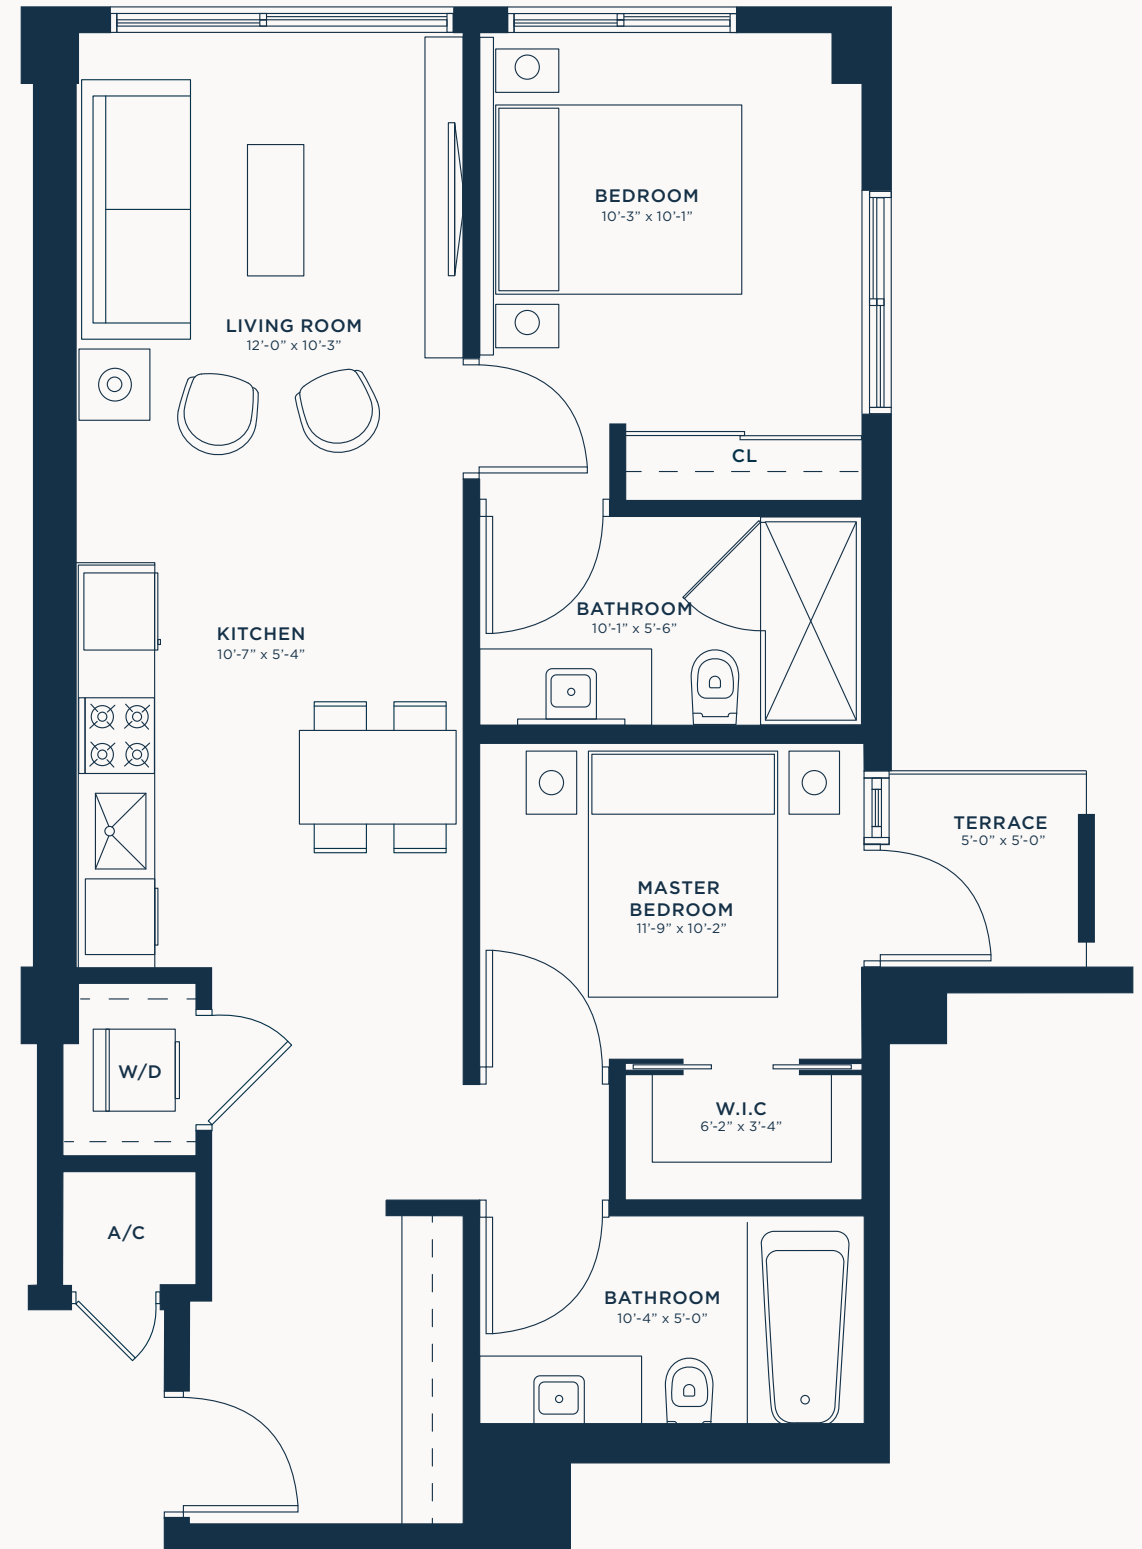 BEDROOM
10’-3” x 10’-1”
LIVING ROOM
12’-0” x 10’-3”
CL
BATHROOM
10’-1” x 5’-6”
KITCHEN
10’-7” x 5’-4”
TERRACE
5’-0” x 5’-0”
MASTER
BEDROOM
11’-9” x 10’-2”
W/D
W.I.C
6’-2” x 3’-4”
A/C
BATHROOM
10’-4” x 5’-0”